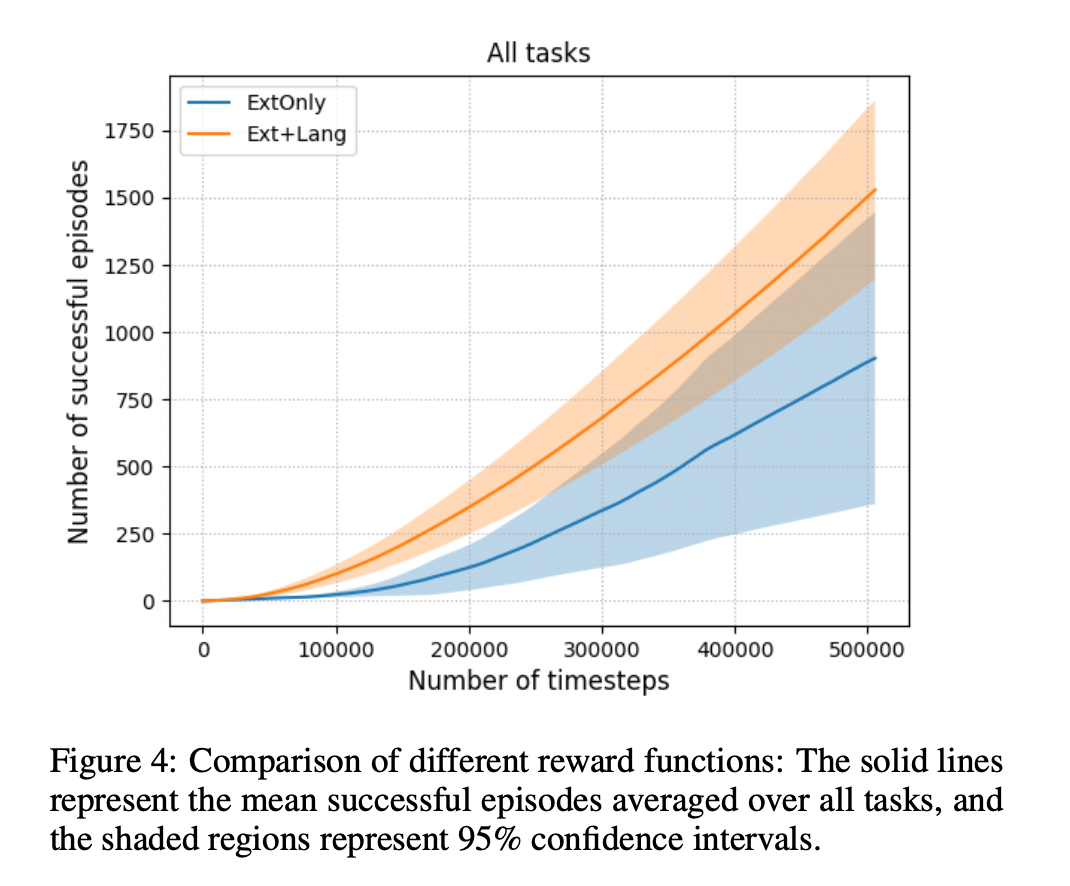 All tasks
ExtOnly
Ext+Lang
1750
1500
1250
1000
750
500
250
0
Number of successful episodes
0 100000 200000 300000 400000 500000
Number of timesteps
Figure 4: Comparison of different reward functions: The solid lines
represent the mean successful episodes averaged over all tasks, and
the shaded regions represent 95% confidence intervals.